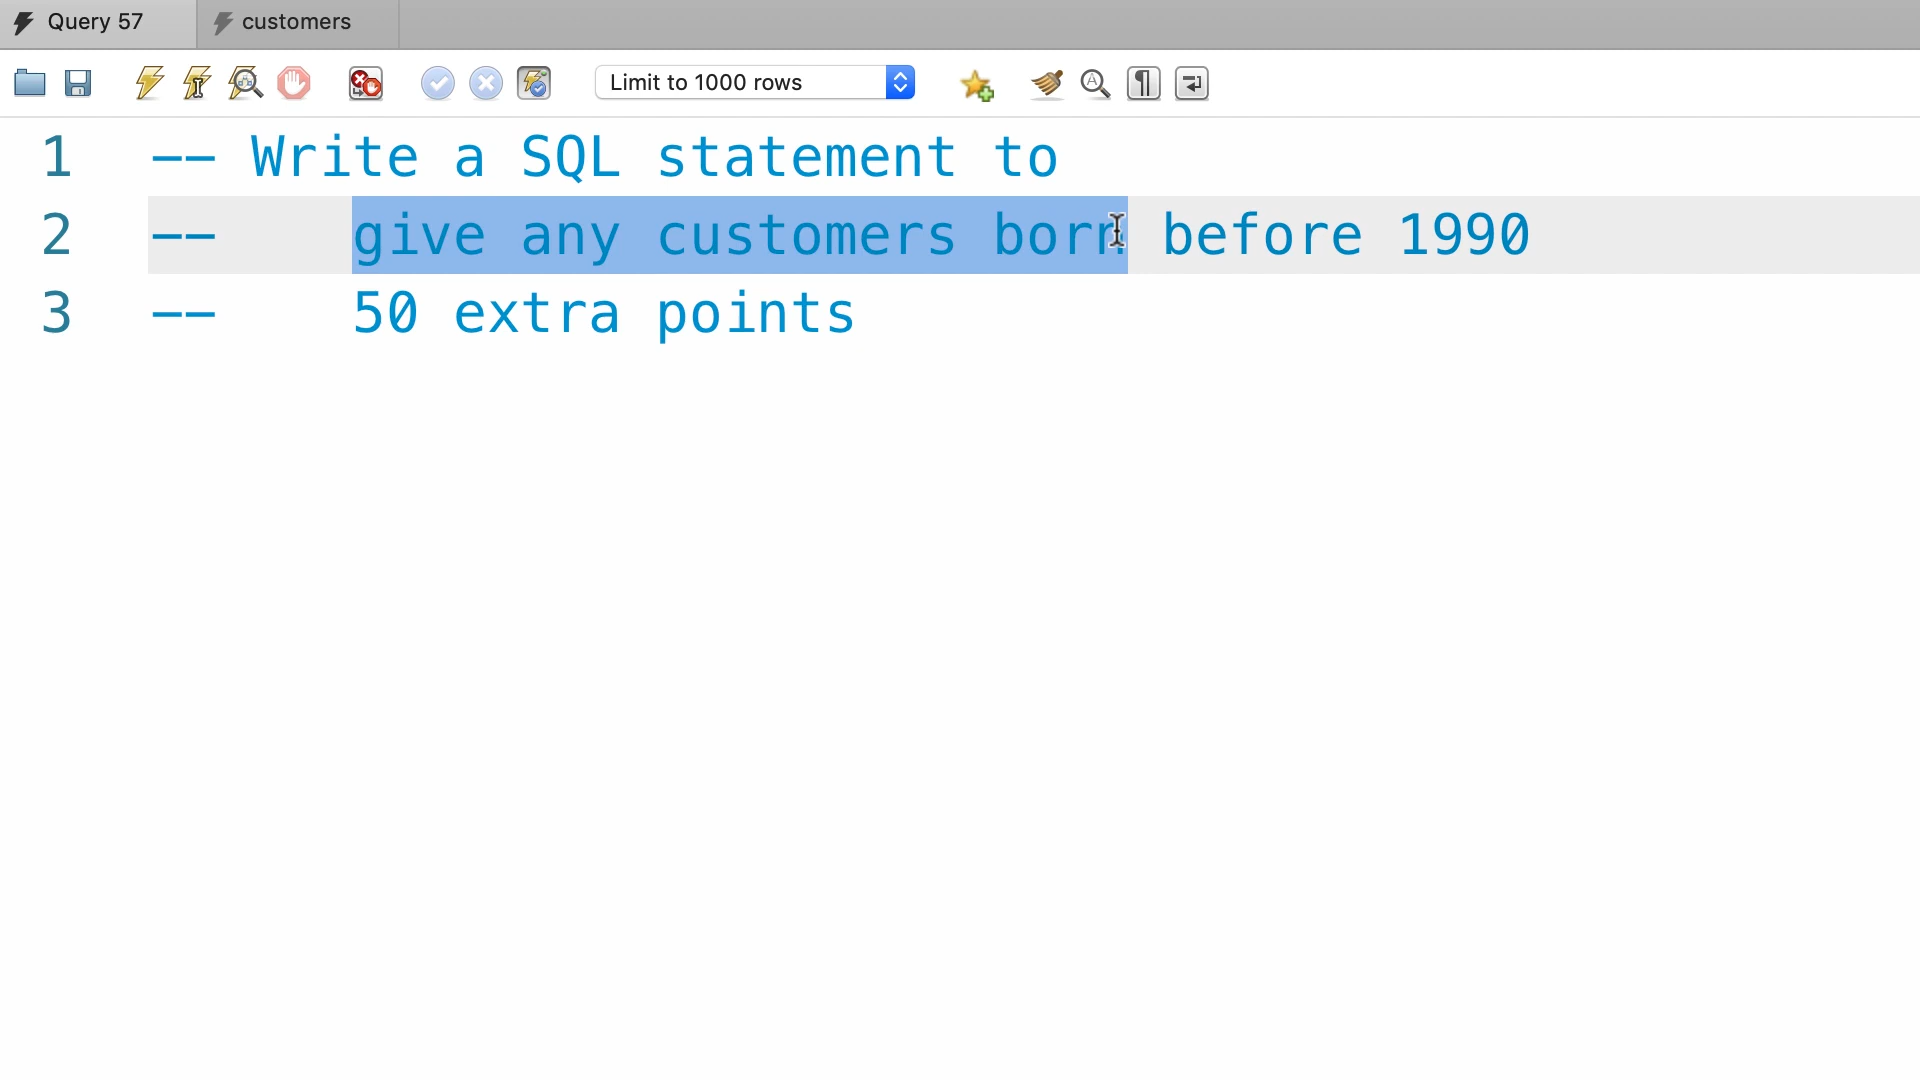 Query 57 customers
Limit to 1000 rows
1 -- Write a SQL statement to
2 -- give any customers born before 1990
3 -- 50 extra points